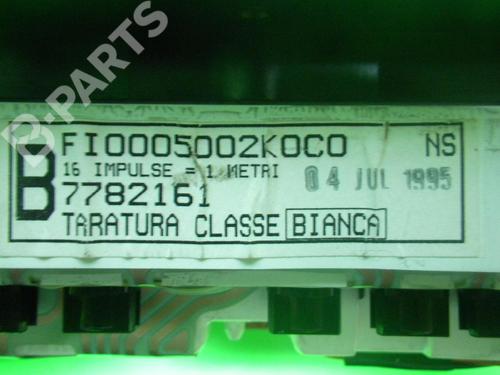 B-PARTS
B
FI0005002K0C0 NS
16 IMPULSE = 1 METRI 04 JUL 1995
7782161
TARATURA CLASSE BIANCA